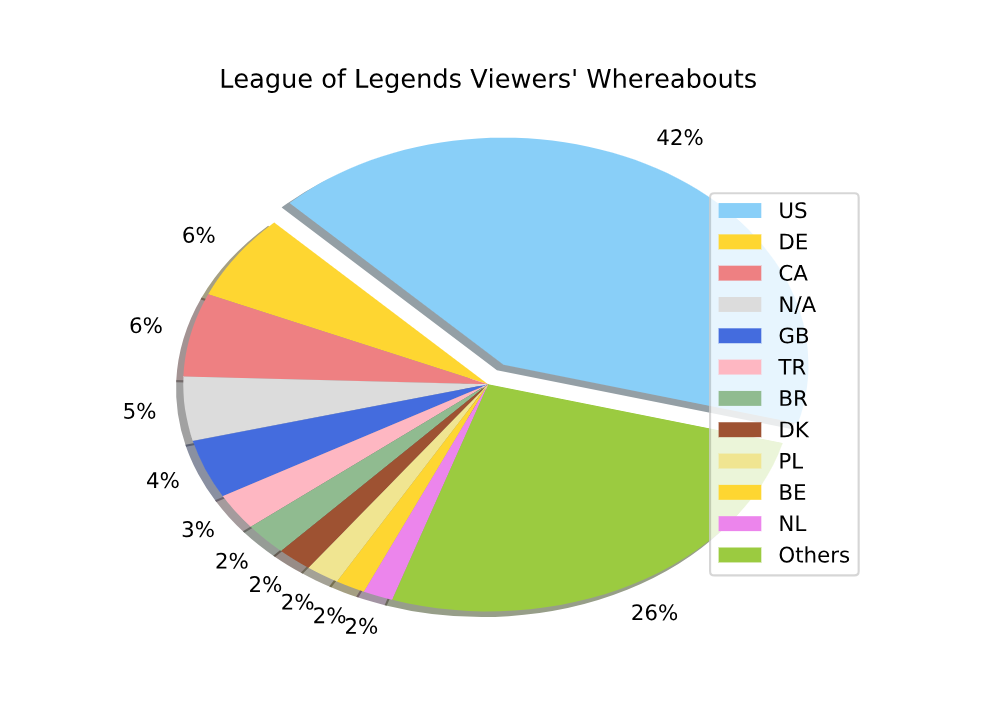 League of Legends Viewers' Whereabouts
42%
6%
6%
5%
4%
3%
2%
2%
2%
2%
2%
26%
US
DE
CA
N/A
GB
TR
BR
DK
PL
BE
NL
Others